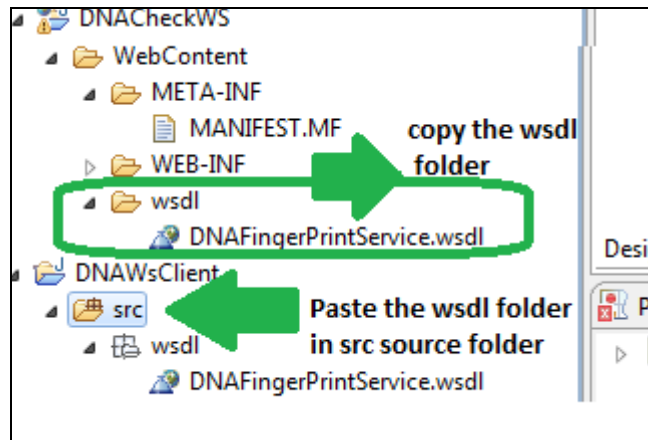 DNACheckWS
WebContent
META-INF
MANIFEST.MF
copy the wsdl
WEB-INF
folder
wsdl
DNAFingerPrintService.wsdl
Desi
DNAWsClient
src
Paste the wsdl folder
P
wsdl
in src source folder
DNAFingerPrintService.wsdl